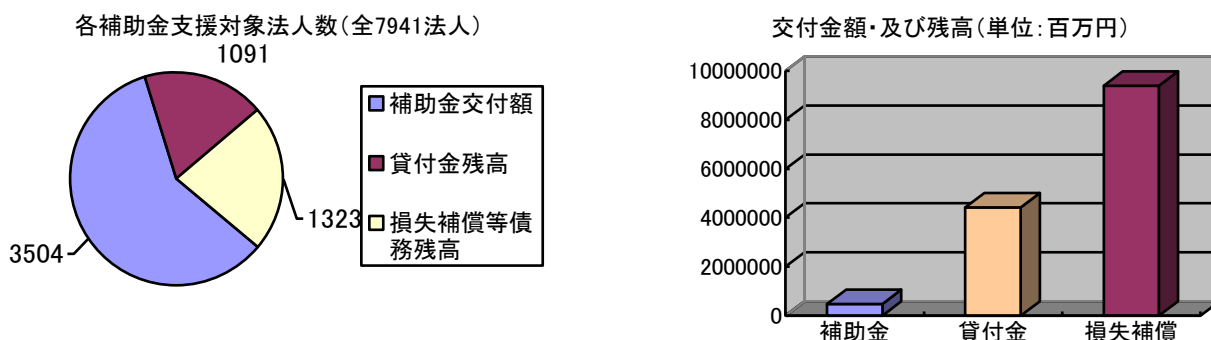 各補助金支援対象法人数(全7941法人)
1091
3504
1323
補助金交付額
貸付金残高
損失補償等債
務残高
交付金額・及び残高(単位:百万円)
10000000
8000000
6000000
4000000
2000000
0
補助金
貸付金
損失補償